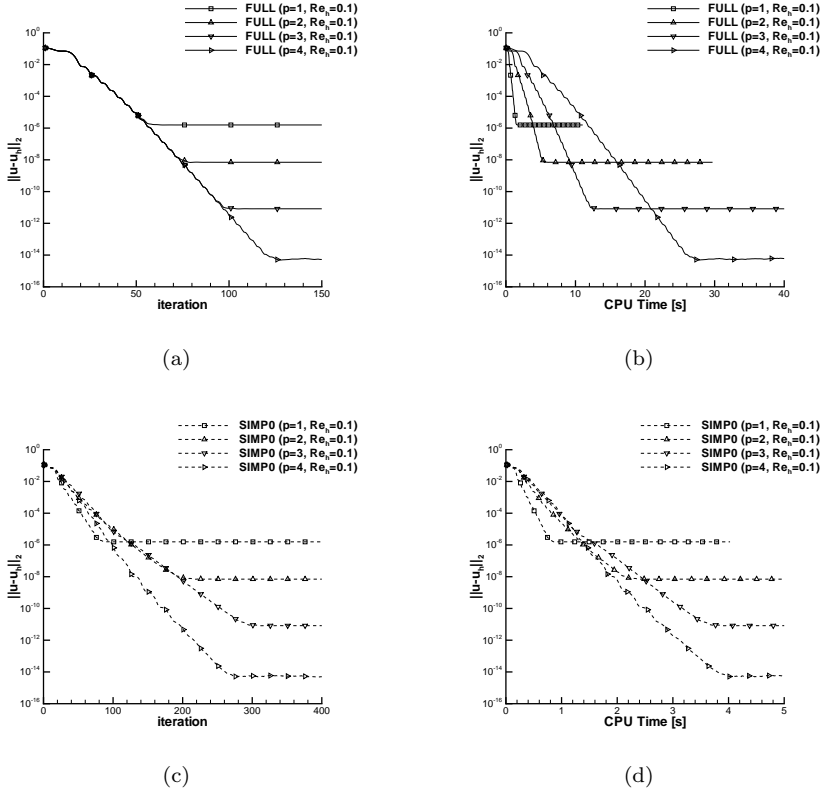 FULL (p=1, Re_h=0.1)
FULL (p=2, Re_h=0.1)
FULL (p=3, Re_h=0.1)
FULL (p=4, Re_h=0.1)
10^0
10^-2
10^-4
10^-6
10^-8
10^-10
10^-12
10^-14
10^-16
||u-u_h||_2
0 50 100 150
iteration
(a)
FULL (p=1, Re_h=0.1)
FULL (p=2, Re_h=0.1)
FULL (p=3, Re_h=0.1)
FULL (p=4, Re_h=0.1)
10^0
10^-2
10^-4
10^-6
10^-8
10^-10
10^-12
10^-14
10^-16
||u-u_h||_2
0 10 20 30 40
CPU Time [s]
(b)
SIMP0 (p=1, Re_h=0.1)
SIMP0 (p=2, Re_h=0.1)
SIMP0 (p=3, Re_h=0.1)
SIMP0 (p=4, Re_h=0.1)
10^0
10^-2
10^-4
10^-6
10^-8
10^-10
10^-12
10^-14
10^-16
||u-u_h||_2
0 100 200 300 400
iteration
(c)
SIMP0 (p=1, Re_h=0.1)
SIMP0 (p=2, Re_h=0.1)
SIMP0 (p=3, Re_h=0.1)
SIMP0 (p=4, Re_h=0.1)
10^0
10^-2
10^-4
10^-6
10^-8
10^-10
10^-12
10^-14
10^-16
||u-u_h||_2
0 1 2 3 4 5
CPU Time [s]
(d)